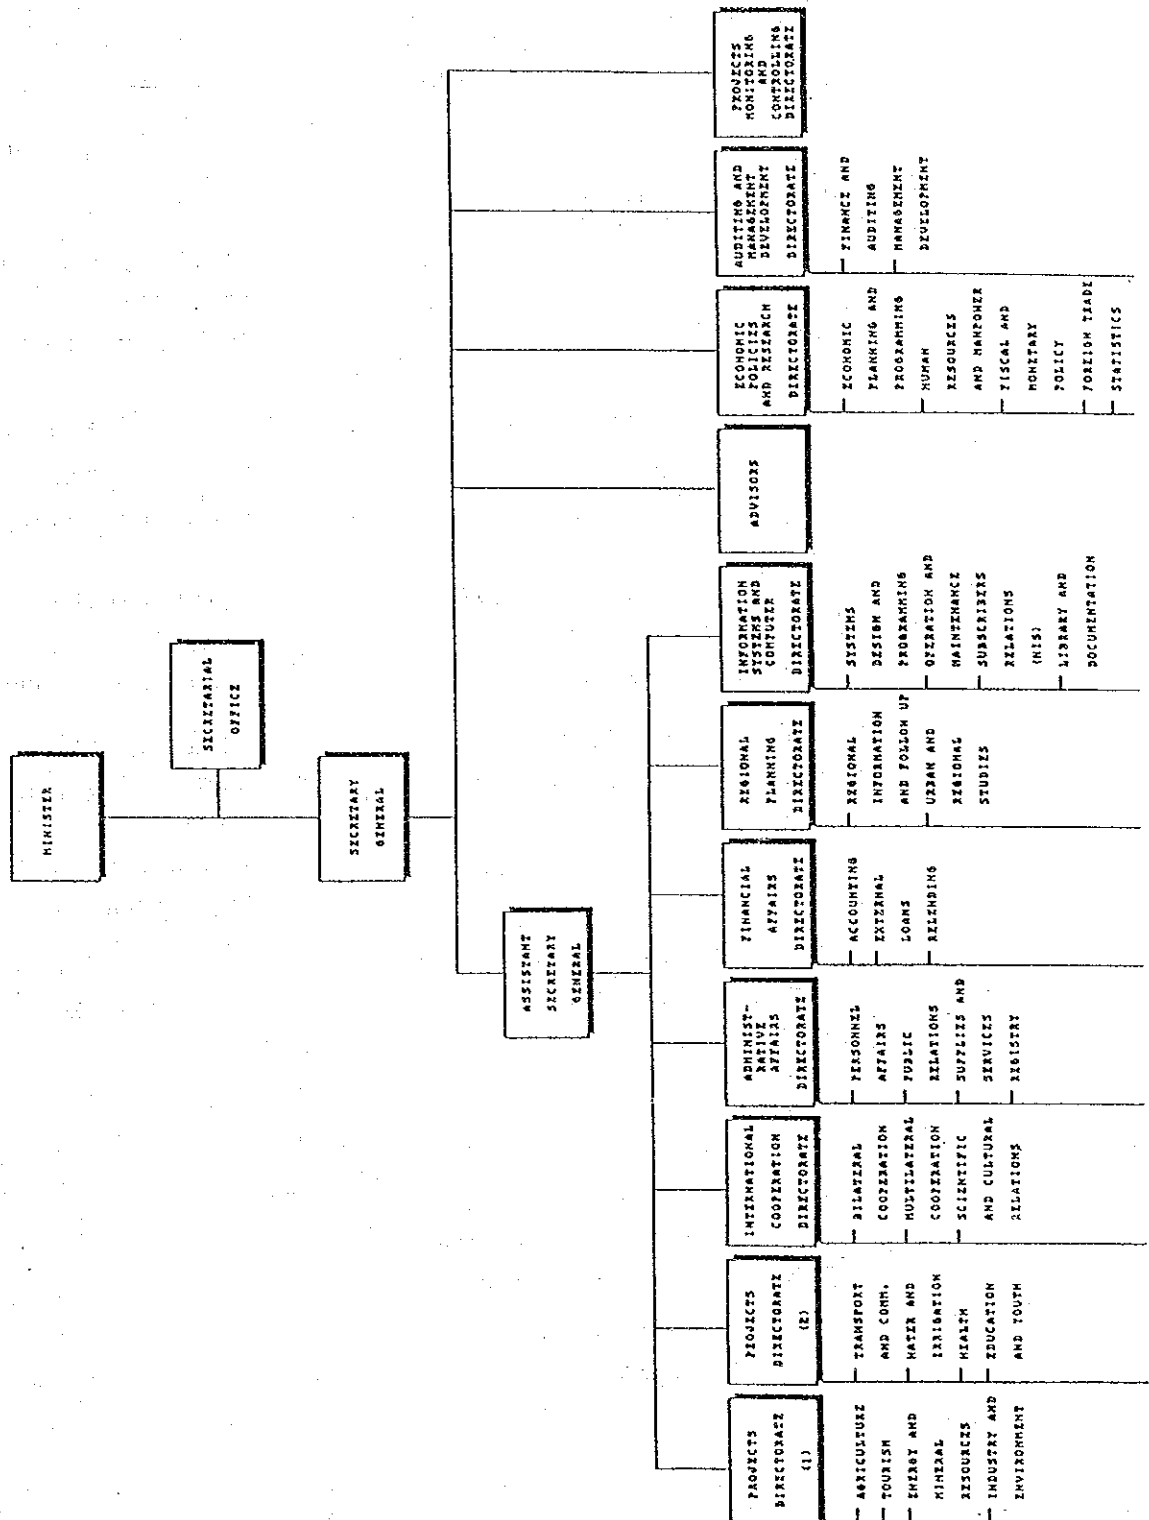 MINISTER
SECRETARIAL
OFFICE
SECRETARY
GENERAL
ASSISTANT
SECRETARY
GENERAL
PROJECTS
DIRECTORATE
(1)
AGRICULTURE
TOURISM
ENERGY AND
MINERAL
RESOURCES
INDUSTRY AND
ENVIRONMENT
PROJECTS
DIRECTORATE
(2)
TRANSPORT
AND COMM.
WATER AND
IRRIGATION
HEALTH
EDUCATION
AND YOUTH
INTERNATIONAL
COOPERATION
DIRECTORATE
BILATERAL
COOPERATION
MULTILATERAL
COOPERATION
SCIENTIFIC
AND CULTURAL
RELATIONS
ADMINIST-
RATIVE
AFFAIRS
DIRECTORATE
PERSONNEL
AFFAIRS
PUBLIC
RELATIONS
SUPPLIES AND
SERVICES
REGISTRY
FINANCIAL
AFFAIRS
DIRECTORATE
ACCOUNTING
EXTERNAL
LOANS
RELENDING
REGIONAL
PLANNING
DIRECTORATE
REGIONAL
INFORMATION
AND FOLLOW UP
URBAN AND
REGIONAL
STUDIES
INFORMATION
SYSTEMS AND
COMPUTER
DIRECTORATE
SYSTEMS
DESIGN AND
PROGRAMMING
OPERATION AND
MAINTENANCE
SUBSCRIBERS
RELATIONS
(NIS)
LIBRARY AND
DOCUMENTATION
ADVISORS
ECONOMIC
POLICIES
AND RESEARCH
DIRECTORATE
ECONOMIC
PLANNING AND
PROGRAMMING
HUMAN
RESOURCES
AND MANPOWER
FISCAL AND
MONETARY
POLICY
FOREIGN TRADE
STATISTICS
AUDITING AND
MANAGEMENT
DEVELOPMENT
DIRECTORATE
FINANCE AND
AUDITING
MANAGEMENT
DEVELOPMENT
PROJECTS
MONITORING
AND
CONTROLLING
DIRECTORATE